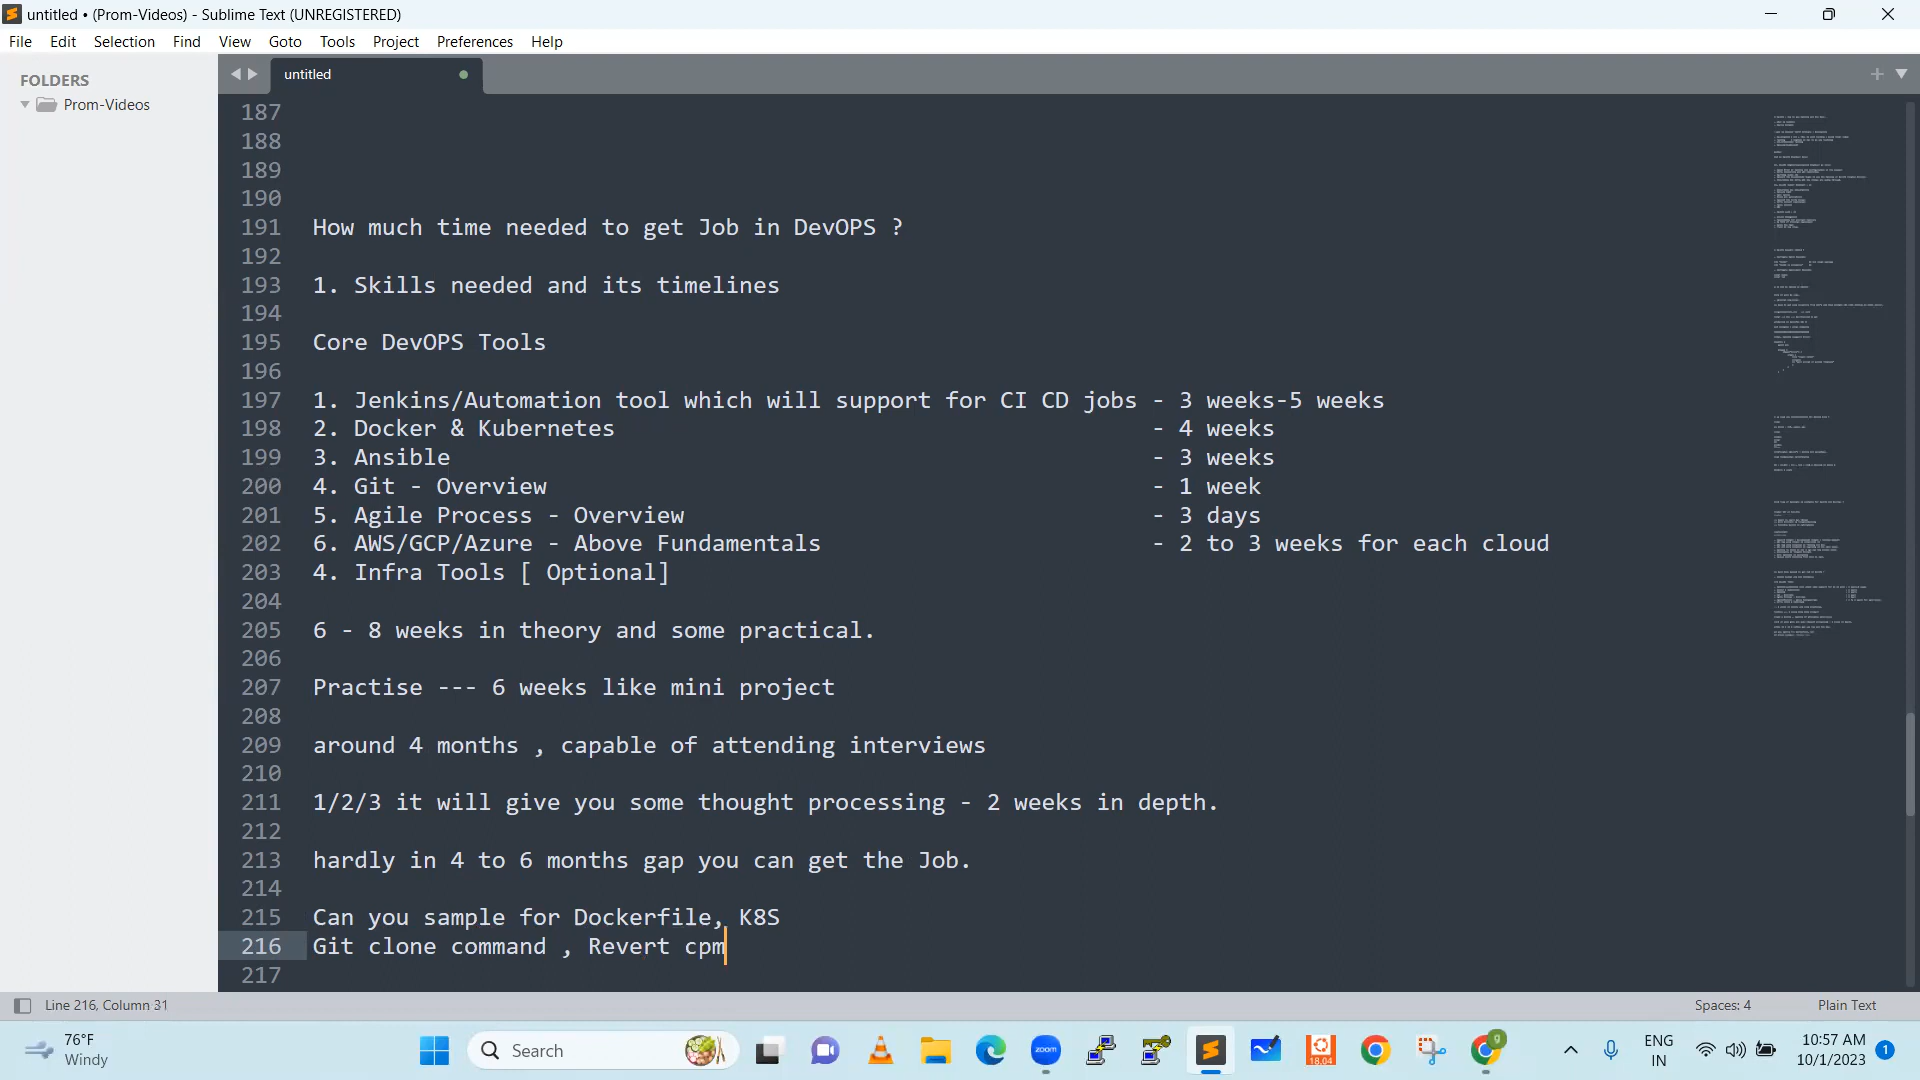 untitled • (Prom-Videos) - Sublime Text (UNREGISTERED)
File Edit Selection Find View Goto Tools Project Preferences Help
FOLDERS
Prom-Videos
untitled
187
188
189
190
191 How much time needed to get Job in DevOPS ?
192
193 1. Skills needed and its timelines
194
195 Core DevOPS Tools
196
197 1. Jenkins/Automation tool which will support for CI CD jobs - 3 weeks-5 weeks
198 2. Docker & Kubernetes - 4 weeks
199 3. Ansible - 3 weeks
200 4. Git - Overview - 1 week
201 5. Agile Process - Overview - 3 days
202 6. AWS/GCP/Azure - Above Fundamentals - 2 to 3 weeks for each cloud
203 4. Infra Tools [ Optional]
204
205 6 - 8 weeks in theory and some practical.
206
207 Practise --- 6 weeks like mini project
208
209 around 4 months , capable of attending interviews
210
211 1/2/3 it will give you some thought processing - 2 weeks in depth.
212
213 hardly in 4 to 6 months gap you can get the Job.
214
215 Can you sample for Dockerfile, K8S
216 Git clone command , Revert cpm
217
Line 216, Column 31
Spaces: 4
Plain Text
76°F
Windy
Search
zoom
18.04
g
ENG
IN
10:57 AM
10/1/2023
1